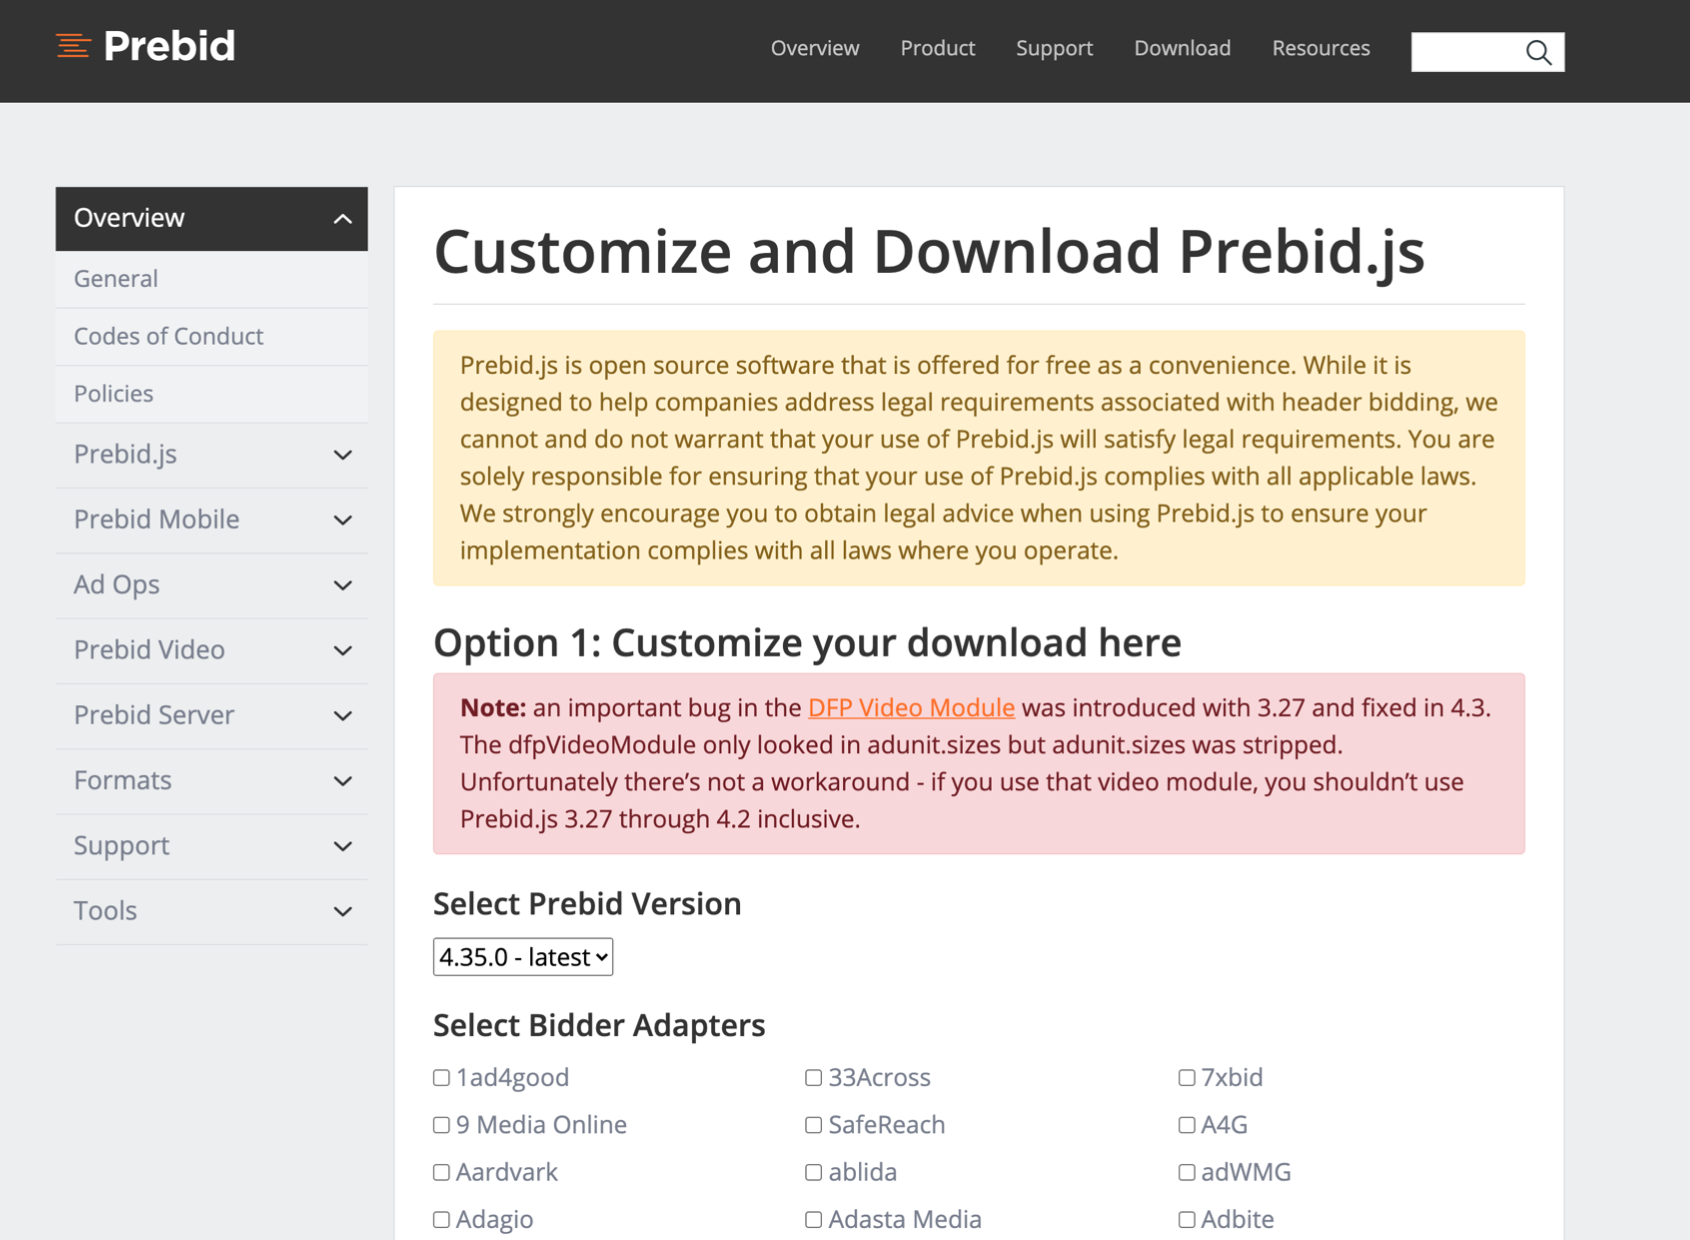 Prebid
Overview Product Support Download Resources
Overview
General
Codes of Conduct
Policies
Prebid.js
Prebid Mobile
Ad Ops
Prebid Video
Prebid Server
Formats
Support
Tools
Customize and Download Prebid.js
Prebid.js is open source software that is offered for free as a convenience. While it is
designed to help companies address legal requirements associated with header bidding, we
cannot and do not warrant that your use of Prebid.js will satisfy legal requirements. You are
solely responsible for ensuring that your use of Prebid.js complies with all applicable laws.
We strongly encourage you to obtain legal advice when using Prebid.js to ensure your
implementation complies with all laws where you operate.
Option 1: Customize your download here
Note: an important bug in the DFP Video Module was introduced with 3.27 and fixed in 4.3.
The dfpVideoModule only looked in adunit.sizes but adunit.sizes was stripped.
Unfortunately there’s not a workaround - if you use that video module, you shouldn’t use
Prebid.js 3.27 through 4.2 inclusive.
Select Prebid Version
4.35.0 - latest
Select Bidder Adapters
1ad4good 33Across 7xbid
9 Media Online SafeReach A4G
Aardvark ablida adWMG
Adagio Adasta Media Adbite